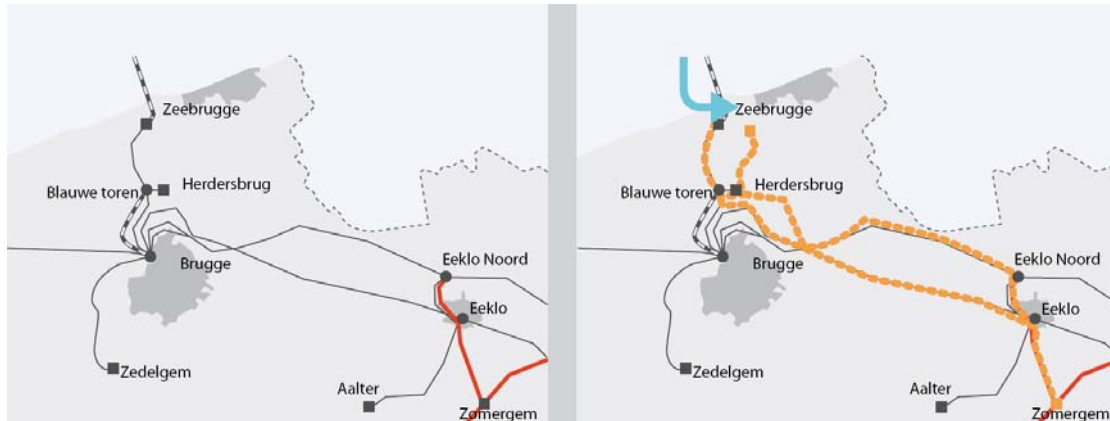 Zeebrugge
Blauwe toren
Herdersbrug
Brugge
Eeklo Noord
Eeklo
Zedelgem
Aalter
Zomergem
Zeebrugge
Blauwe toren
Herdersbrug
Brugge
Eeklo Noord
Eeklo
Zedelgem
Aalter
Zomergem